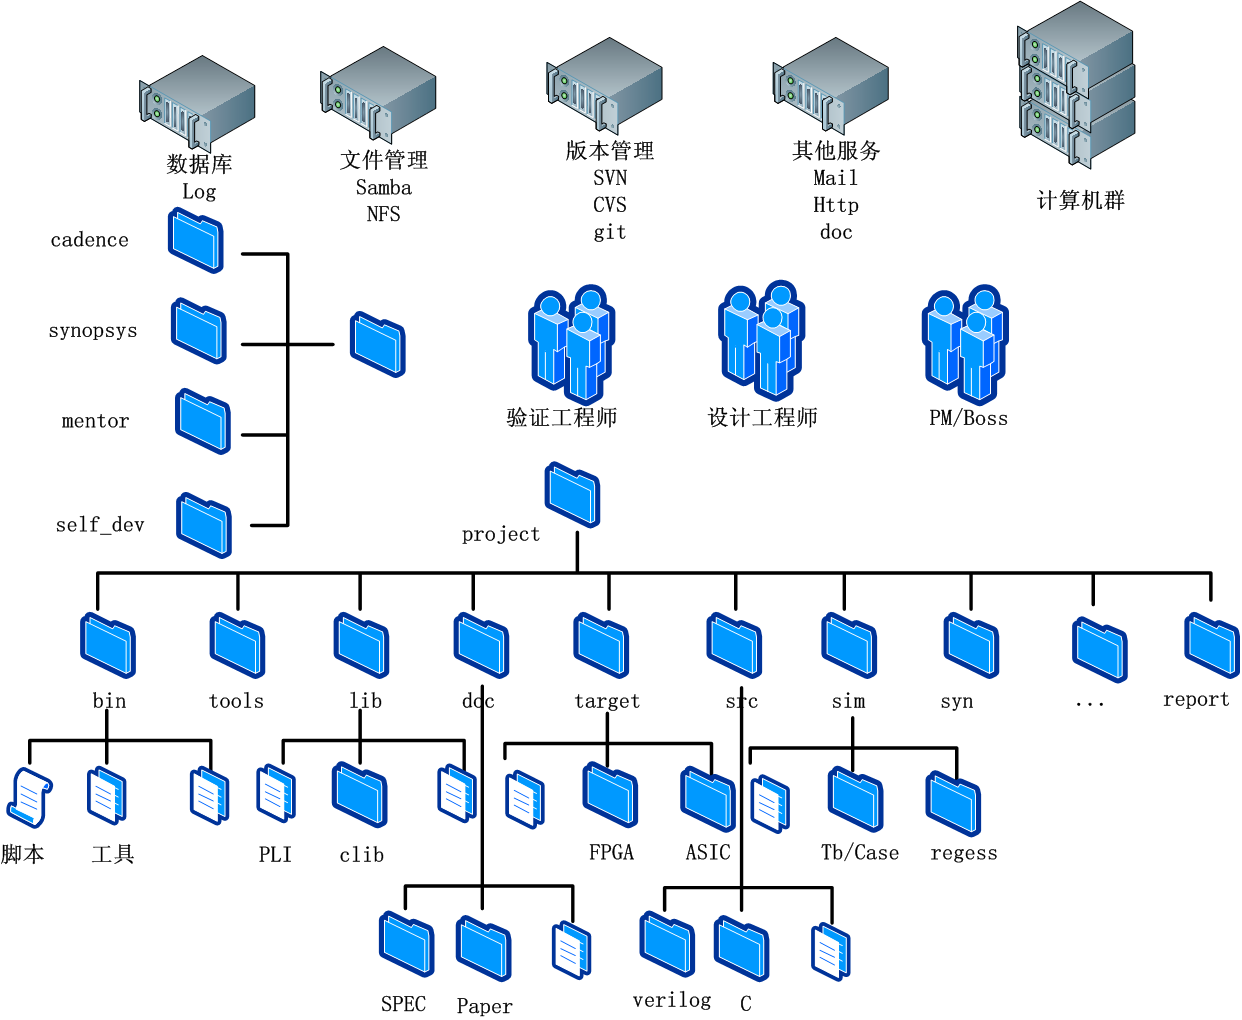 数据库
Log
文件管理
Samba
NFS
版本管理
SVN
CVS
git
其他服务
Mail
Http
doc
计算机群
cadence
synopsys
mentor
self_dev
验证工程师
设计工程师
PM/Boss
project
bin
tools
lib
doc
target
src
sim
syn
...
report
脚本
工具
PLI
clib
FPGA
ASIC
Tb/Case
regess
SPEC
Paper
verilog
C